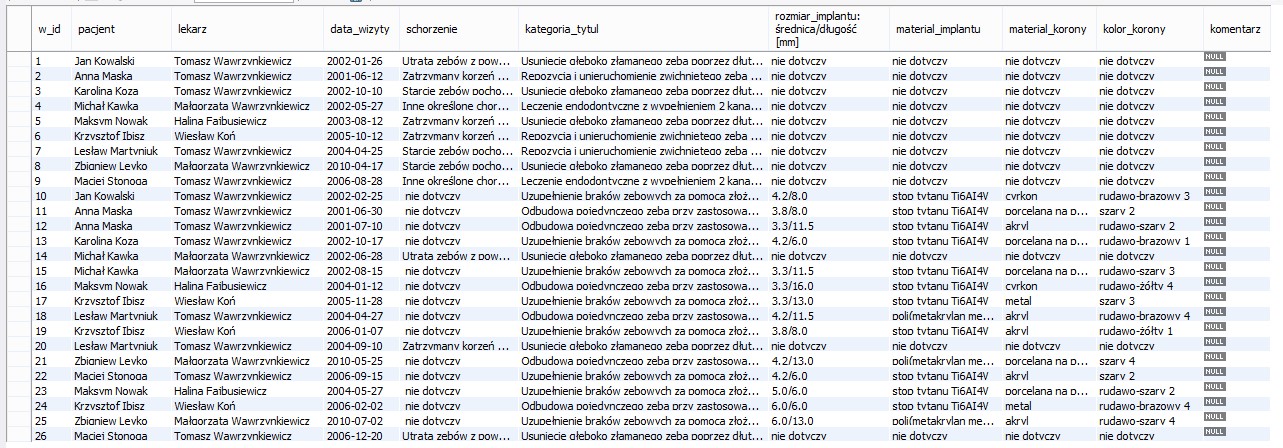 w_id pacjent lekarz data_wizyty schorzenie kategoria_tytul rozmiar_implantu: średnica/długość [mm] material_implantu material_korony kolor_korony komentarz
1 Jan Kowalski Tomasz Wawrzynkiewicz 2002-01-26 Utrata zębów z pow... Usunięcie głęboko złamanego zęba poprzez dłut... nie dotyczy nie dotyczy nie dotyczy nie dotyczy NULL
2 Anna Maska Tomasz Wawrzynkiewicz 2001-06-12 Zatrzymany korzeń ... Repozycja i unieruchomienie zwichniętego zęba ... nie dotyczy nie dotyczy nie dotyczy nie dotyczy NULL
3 Karolina Koza Tomasz Wawrzynkiewicz 2002-10-10 Starcie zębów pocho... Usunięcie głęboko złamanego zęba poprzez dłut... nie dotyczy nie dotyczy nie dotyczy nie dotyczy NULL
4 Michał Kawka Małgorzata Wawrzynkiewicz 2002-05-27 Inne określone chor... Leczenie endodontyczne z wypełnieniem 2 kana... nie dotyczy nie dotyczy nie dotyczy nie dotyczy NULL
5 Maksym Nowak Halina Fajbusiewicz 2003-08-12 Zatrzymany korzeń ... Usunięcie głęboko złamanego zęba poprzez dłut... nie dotyczy nie dotyczy nie dotyczy nie dotyczy NULL
6 Krzysztof Ibisz Wiesław Koń 2005-10-12 Zatrzymany korzeń ... Repozycja i unieruchomienie zwichniętego zęba ... nie dotyczy nie dotyczy nie dotyczy nie dotyczy NULL
7 Lesław Martyniuk Tomasz Wawrzynkiewicz 2004-04-25 Starcie zębów pocho... Repozycja i unieruchomienie zwichniętego zęba ... nie dotyczy nie dotyczy nie dotyczy nie dotyczy NULL
8 Zbigniew Levko Małgorzata Wawrzynkiewicz 2010-04-17 Starcie zębów pocho... Usunięcie głęboko złamanego zęba poprzez dłut... nie dotyczy nie dotyczy nie dotyczy nie dotyczy NULL
9 Maciej Stonoga Tomasz Wawrzynkiewicz 2006-08-28 Inne określone chor... Leczenie endodontyczne z wypełnieniem 2 kana... nie dotyczy nie dotyczy nie dotyczy nie dotyczy NULL
10 Jan Kowalski Tomasz Wawrzynkiewicz 2002-02-25 nie dotyczy Uzupełnienie braków zębowych za pomocą złoż... 4.2/8.0 stop tytanu Ti6AI4V cyrkon rudawo-brązowy 3 NULL
11 Anna Maska Tomasz Wawrzynkiewicz 2001-06-30 nie dotyczy Odbudowa pojedynczego zęba przy zastosowa... 3.8/8.0 stop tytanu Ti6AI4V porcelana na p... szary 2 NULL
12 Anna Maska Tomasz Wawrzynkiewicz 2001-07-10 nie dotyczy Odbudowa pojedynczego zęba przy zastosowa... 3.3/11.5 stop tytanu Ti6AI4V akryl rudawo-szary 2 NULL
13 Karolina Koza Tomasz Wawrzynkiewicz 2002-10-17 nie dotyczy Uzupełnienie braków zębowych za pomocą złoż... 4.2/6.0 stop tytanu Ti6AI4V porcelana na p... rudawo-brązowy 1 NULL
14 Michał Kawka Małgorzata Wawrzynkiewicz 2002-06-28 Utrata zębów z pow... Usunięcie głęboko złamanego zęba poprzez dłut... nie dotyczy nie dotyczy nie dotyczy nie dotyczy NULL
15 Michał Kawka Małgorzata Wawrzynkiewicz 2002-08-15 nie dotyczy Uzupełnienie braków zębowych za pomocą złoż... 3.3/11.5 stop tytanu Ti6AI4V porcelana na p... rudawo-szary 3 NULL
16 Maksym Nowak Halina Fajbusiewicz 2004-01-12 nie dotyczy Odbudowa pojedynczego zęba przy zastosowa... 3.3/16.0 stop tytanu Ti6AI4V cyrkon rudawo-żółty 4 NULL
17 Krzysztof Ibisz Wiesław Koń 2005-11-28 nie dotyczy Uzupełnienie braków zębowych za pomocą złoż... 3.3/13.0 stop tytanu Ti6AI4V metal szary 3 NULL
18 Lesław Martyniuk Tomasz Wawrzynkiewicz 2004-04-27 nie dotyczy Odbudowa pojedynczego zęba przy zastosowa... 4.2/11.5 poli(metakrylan me... akryl rudawo-brązowy 4 NULL
19 Krzysztof Ibisz Wiesław Koń 2006-01-07 nie dotyczy Uzupełnienie braków zębowych za pomocą złoż... 3.8/8.0 stop tytanu Ti6AI4V akryl rudawo-żółty 1 NULL
20 Lesław Martyniuk Tomasz Wawrzynkiewicz 2004-09-10 Zatrzymany korzeń ... Usunięcie głęboko złamanego zęba poprzez dłut... nie dotyczy nie dotyczy nie dotyczy nie dotyczy NULL
21 Zbigniew Levko Małgorzata Wawrzynkiewicz 2010-05-25 nie dotyczy Odbudowa pojedynczego zęba przy zastosowa... 4.2/13.0 poli(metakrylan me... porcelana na p... szary 4 NULL
22 Maciej Stonoga Tomasz Wawrzynkiewicz 2006-09-15 nie dotyczy Uzupełnienie braków zębowych za pomocą złoż... 4.2/6.0 stop tytanu Ti6AI4V akryl szary 2 NULL
23 Maksym Nowak Halina Fajbusiewicz 2004-05-27 nie dotyczy Uzupełnienie braków zębowych za pomocą złoż... 5.0/6.0 stop tytanu Ti6AI4V porcelana na p... rudawo-szary 2 NULL
24 Krzysztof Ibisz Wiesław Koń 2006-02-02 nie dotyczy Odbudowa pojedynczego zęba przy zastosowa... 6.0/6.0 stop tytanu Ti6AI4V metal rudawo-brązowy 4 NULL
25 Zbigniew Levko Małgorzata Wawrzynkiewicz 2010-07-02 nie dotyczy Odbudowa pojedynczego zęba przy zastosowa... 6.0/13.0 poli(metakrylan me... akryl rudawo-szary 4 NULL
26 Maciej Stonoga Tomasz Wawrzynkiewicz 2006-12-20 Utrata zębów z pow... Usunięcie głęboko złamanego zęba poprzez dłut... nie dotyczy nie dotyczy nie dotyczy nie dotyczy NULL